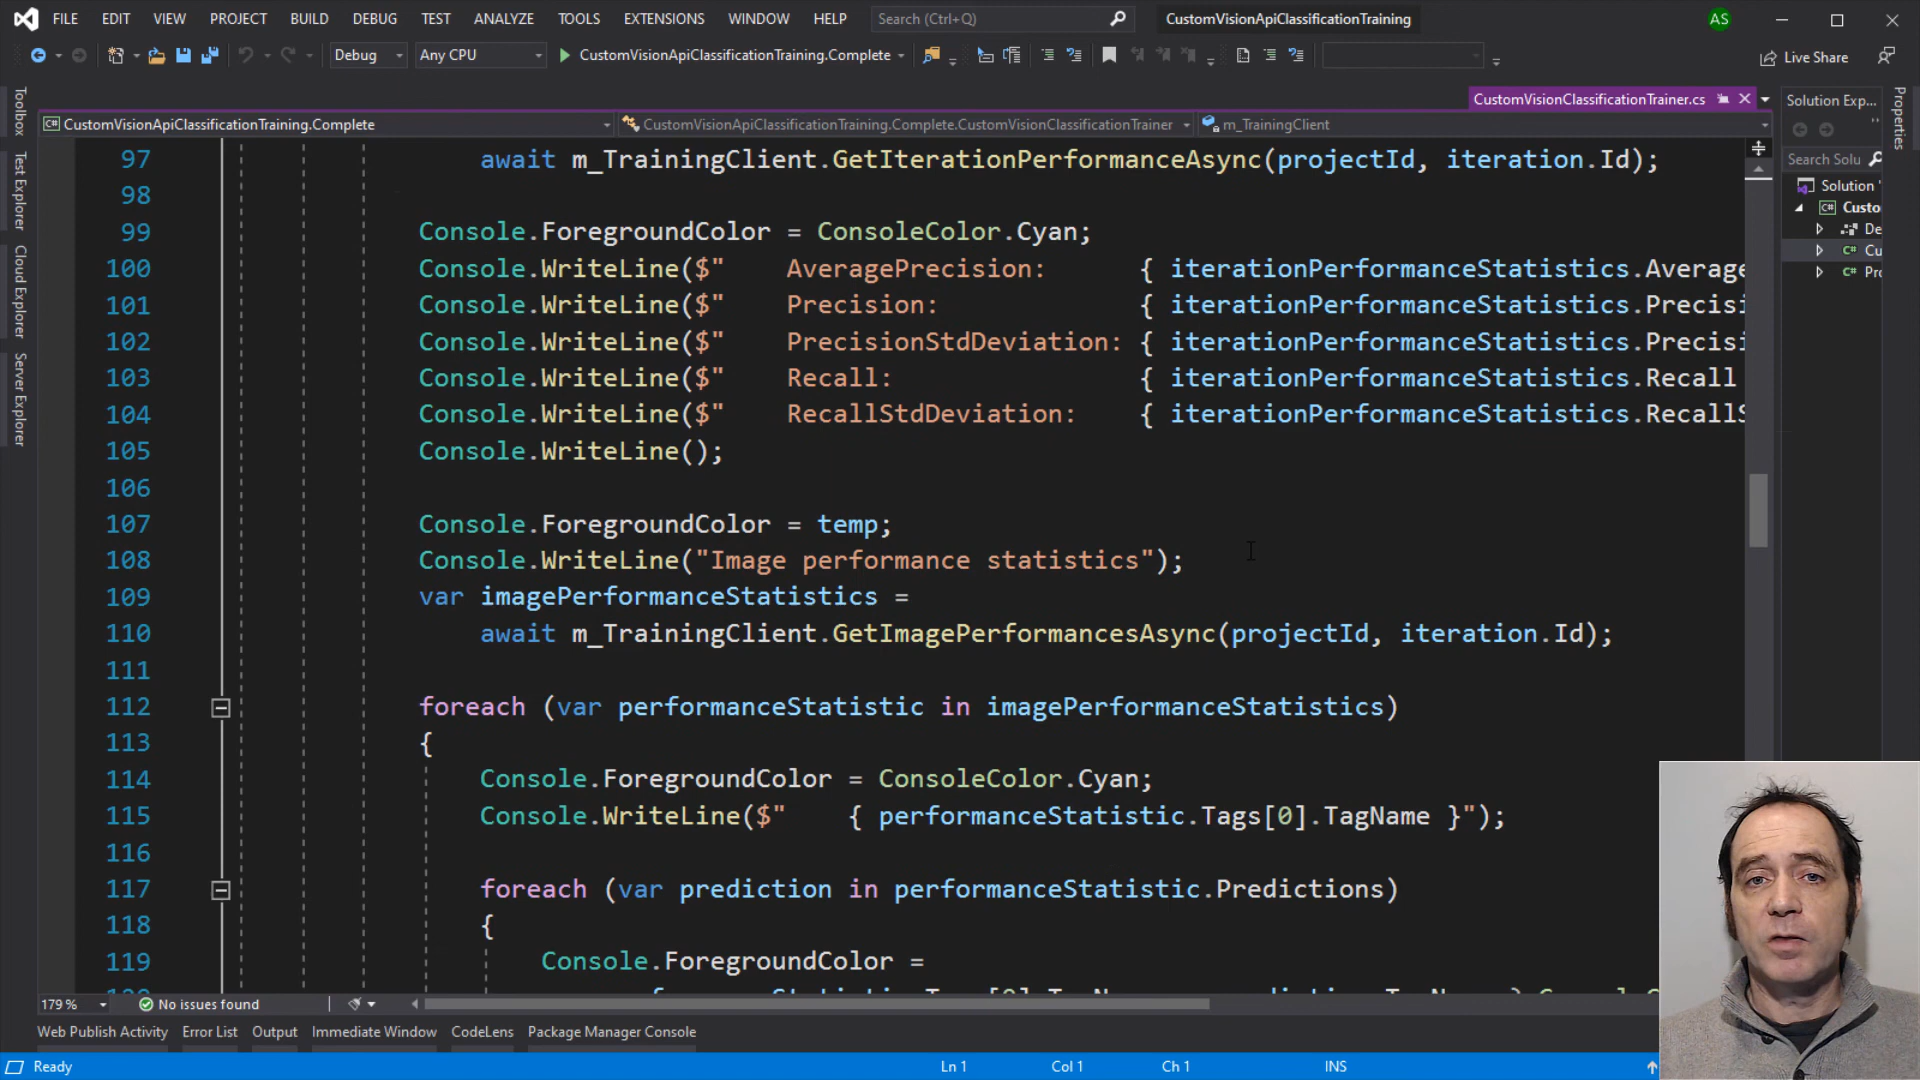 FILE EDIT VIEW PROJECT BUILD DEBUG TEST ANALYZE TOOLS EXTENSIONS WINDOW HELP Search (Ctrl+Q) CustomVisionApiClassificationTraining AS
Debug Any CPU CustomVisionApiClassificationTraining.Complete Live Share
CustomVisionClassificationTrainer.cs Solution Exp...
CustomVisionApiClassificationTraining.Complete CustomVisionApiClassificationTraining.Complete.CustomVisionClassificationTrainer m_TrainingClient
Toolbox
Test Explorer
Cloud Explorer
Server Explorer
97 await m_TrainingClient.GetIterationPerformanceAsync(projectId, iteration.Id);
98
99 Console.ForegroundColor = ConsoleColor.Cyan;
100 Console.WriteLine($"    AveragePrecision:      { iterationPerformanceStatistics.Average
101 Console.WriteLine($"    Precision:             { iterationPerformanceStatistics.Precisi
102 Console.WriteLine($"    PrecisionStdDeviation: { iterationPerformanceStatistics.Precisi
103 Console.WriteLine($"    Recall:                { iterationPerformanceStatistics.Recall
104 Console.WriteLine($"    RecallStdDeviation:    { iterationPerformanceStatistics.RecallS
105 Console.WriteLine();
106
107 Console.ForegroundColor = temp;
108 Console.WriteLine("Image performance statistics");
109 var imagePerformanceStatistics =
110 await m_TrainingClient.GetImagePerformancesAsync(projectId, iteration.Id);
111
112 foreach (var performanceStatistic in imagePerformanceStatistics)
113 {
114 Console.ForegroundColor = ConsoleColor.Cyan;
115 Console.WriteLine($"    { performanceStatistic.Tags[0].TagName }");
116
117 foreach (var prediction in performanceStatistic.Predictions)
118 {
119 Console.ForegroundColor =
Search Solu
Solution '
C# Custo
De
C# Cu
C# Pro
Properties
179 % No issues found
Web Publish Activity Error List Output Immediate Window CodeLens Package Manager Console
Ready Ln 1 Col 1 Ch 1 INS